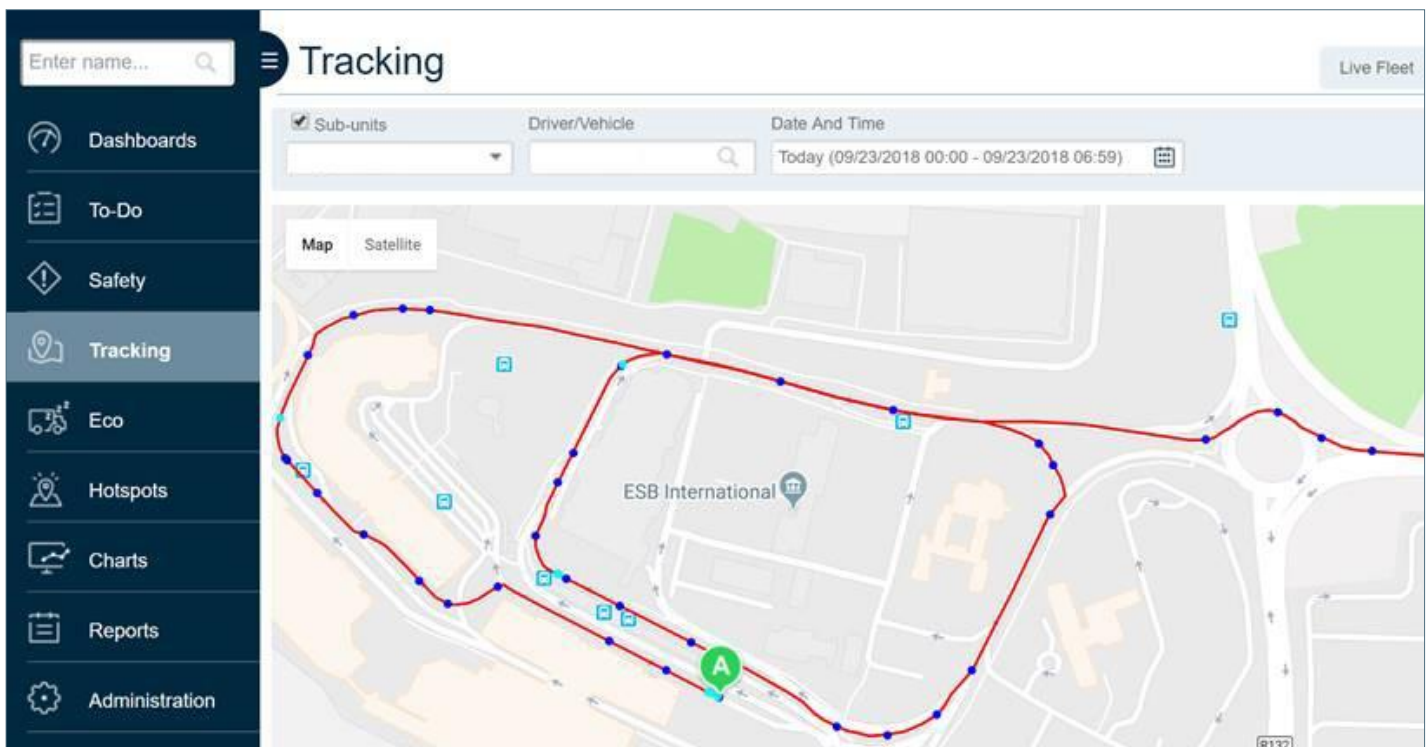 Enter name...
Tracking
Live Fleet
Sub-units
Driver/Vehicle
Date And Time
Today (09/23/2018 00:00 - 09/23/2018 06:59)
Dashboards
To-Do
Safety
Tracking
Eco
Hotspots
Charts
Reports
Administration
Map Satellite
ESB International
A
R132